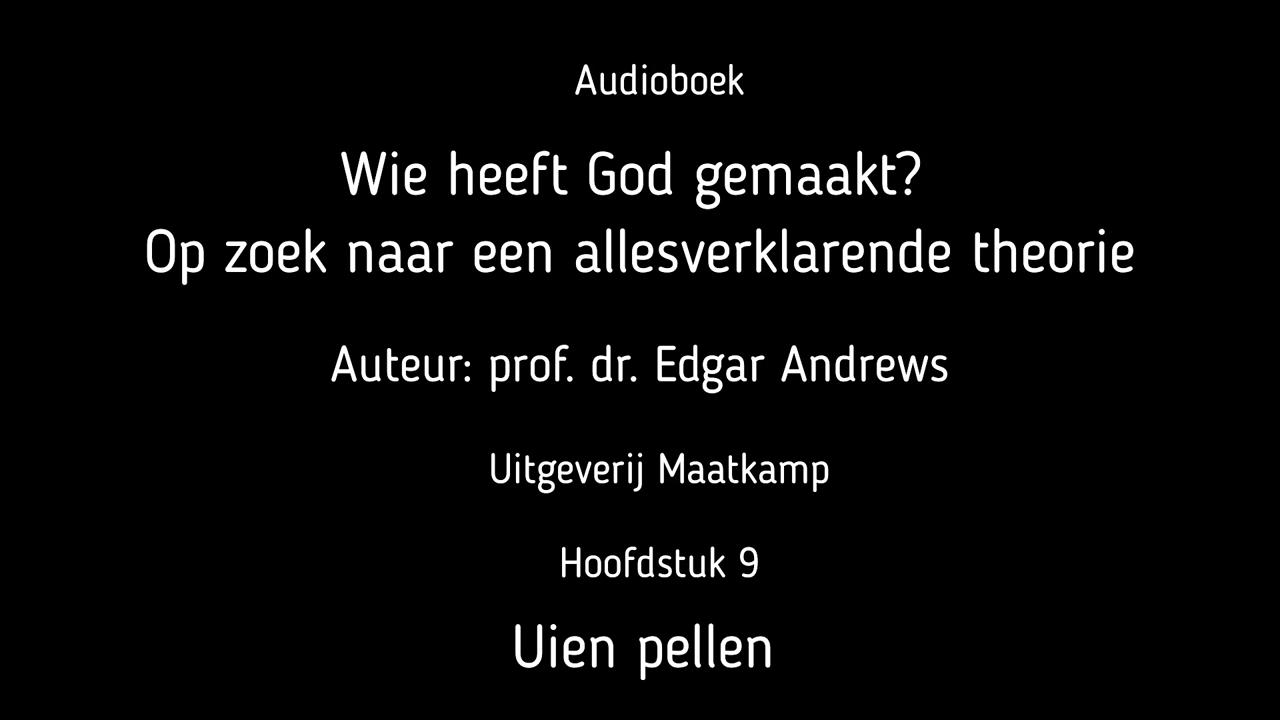 Audioboek
Wie heeft God gemaakt?
Op zoek naar een allesverklarende theorie
Auteur: prof. dr. Edgar Andrews
Uitgeverij Maatkamp
Hoofdstuk 9
Uien pellen